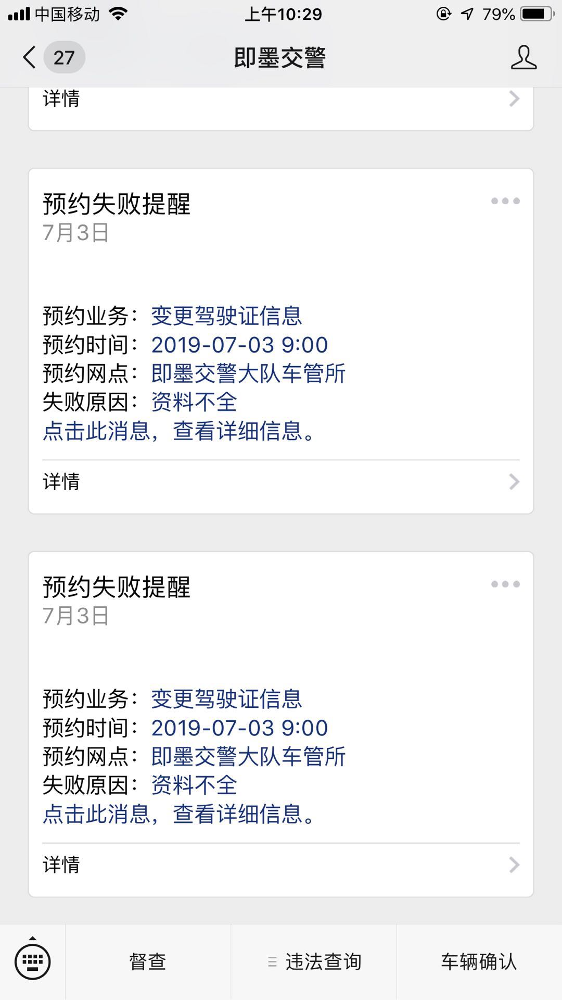 中国移动 上午10:29 79%
27 即墨交警
详情
预约失败提醒
7月3日
预约业务：变更驾驶证信息
预约时间：2019-07-03 9:00
预约网点：即墨交警大队车管所
失败原因：资料不全
点击此消息，查看详细信息。
详情
预约失败提醒
7月3日
预约业务：变更驾驶证信息
预约时间：2019-07-03 9:00
预约网点：即墨交警大队车管所
失败原因：资料不全
点击此消息，查看详细信息。
详情
督查 违法查询 车辆确认